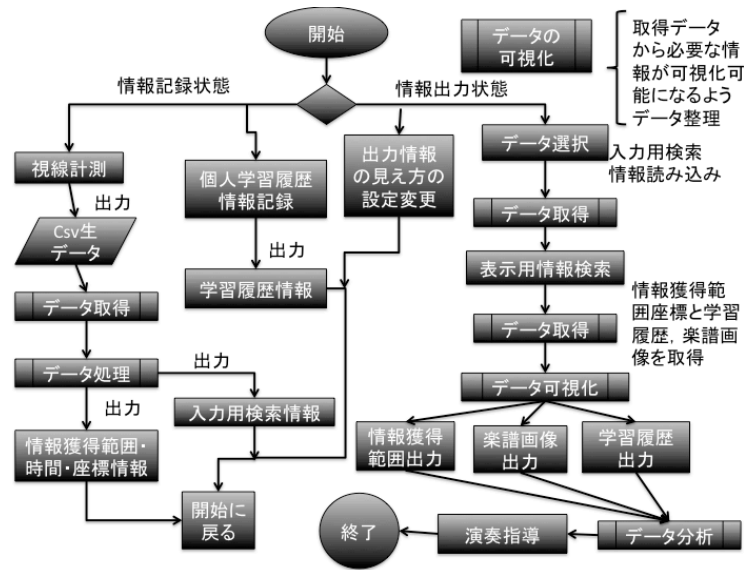 開始
データの
可視化
取得データ
から必要な情
報が可視化可
能になるよう
データ整理
情報記録状態
情報出力状態
視線計測
出力
Csv生
データ
データ取得
データ処理
出力
出力
情報獲得範囲・
時間・座標情報
入力用検索情報
個人学習履歴
情報記録
出力
学習履歴情報
出力情報
の見え方の
設定変更
開始に
戻る
データ選択
入力用検索
情報読み込み
データ取得
表示用情報検索
データ取得
情報獲得範
囲座標と学習
履歴，楽譜画
像を取得
データ可視化
情報獲得
範囲出力
楽譜画像
出力
学習履歴
出力
データ分析
演奏指導
終了